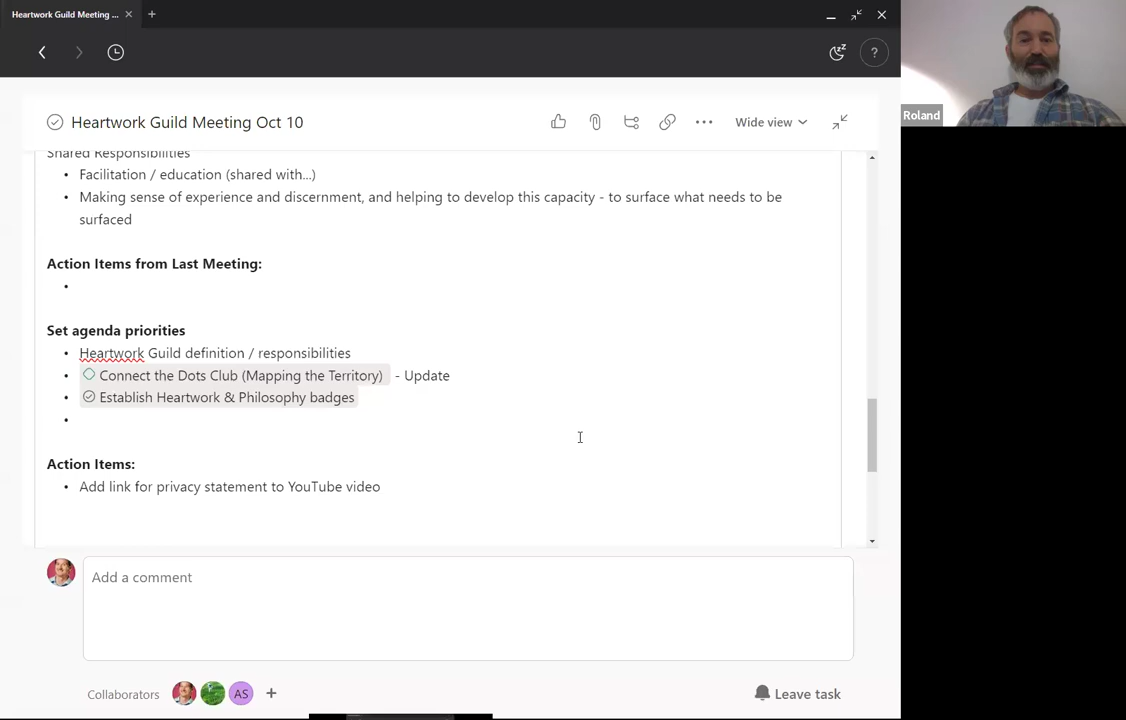 Heartwork Guild Meeting ...
?
Heartwork Guild Meeting Oct 10
Wide view
Roland
Shared Responsibilities
Facilitation / education (shared with...)
Making sense of experience and discernment, and helping to develop this capacity - to surface what needs to be
surfaced
Action Items from Last Meeting:
Set agenda priorities
Heartwork Guild definition / responsibilities
Connect the Dots Club (Mapping the Territory) - Update
Establish Heartwork & Philosophy badges
Action Items:
Add link for privacy statement to YouTube video
Add a comment
Collaborators AS + Leave task